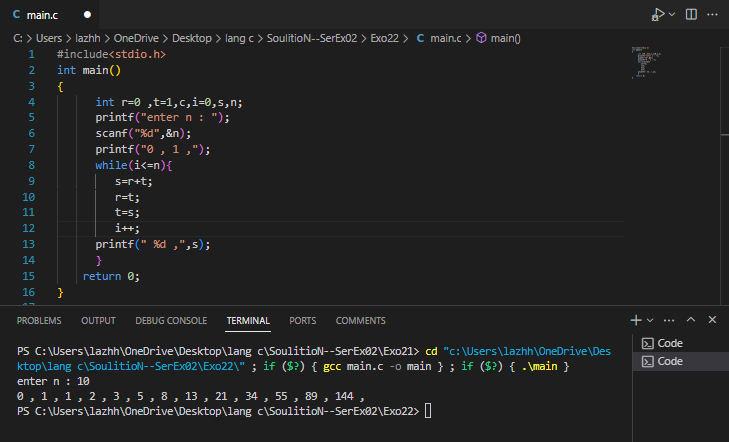 main.c
C: > Users > lazhh > OneDrive > Desktop > lang c > SoulitioN--SerEx02 > Exo22 > C main.c > main()
1 #include<stdio.h>
2 int main()
3 {
4 int r=0 ,t=1,c,i=0,s,n;
5 printf("enter n : ");
6 scanf("%d",&n);
7 printf("0 , 1 ,");
8 while(i<=n){
9 s=r+t;
10 r=t;
11 t=s;
12 i++;
13 printf(" %d ,",s);
14 }
15 return 0;
16 }
PROBLEMS OUTPUT DEBUG CONSOLE TERMINAL PORTS COMMENTS
PS C:\Users\lazhh\OneDrive\Desktop\lang c\SoulitioN--SerEx02\Exo21> cd "c:\Users\lazhh\OneDrive\Des
ktop\lang c\SoulitioN--SerEx02\Exo22\" ; if ($?) { gcc main.c -o main } ; if ($?) { .\main }
enter n : 10
0 , 1 , 1 , 2 , 3 , 5 , 8 , 13 , 21 , 34 , 55 , 89 , 144 ,
PS C:\Users\lazhh\OneDrive\Desktop\lang c\SoulitioN--SerEx02\Exo22>
Code
Code